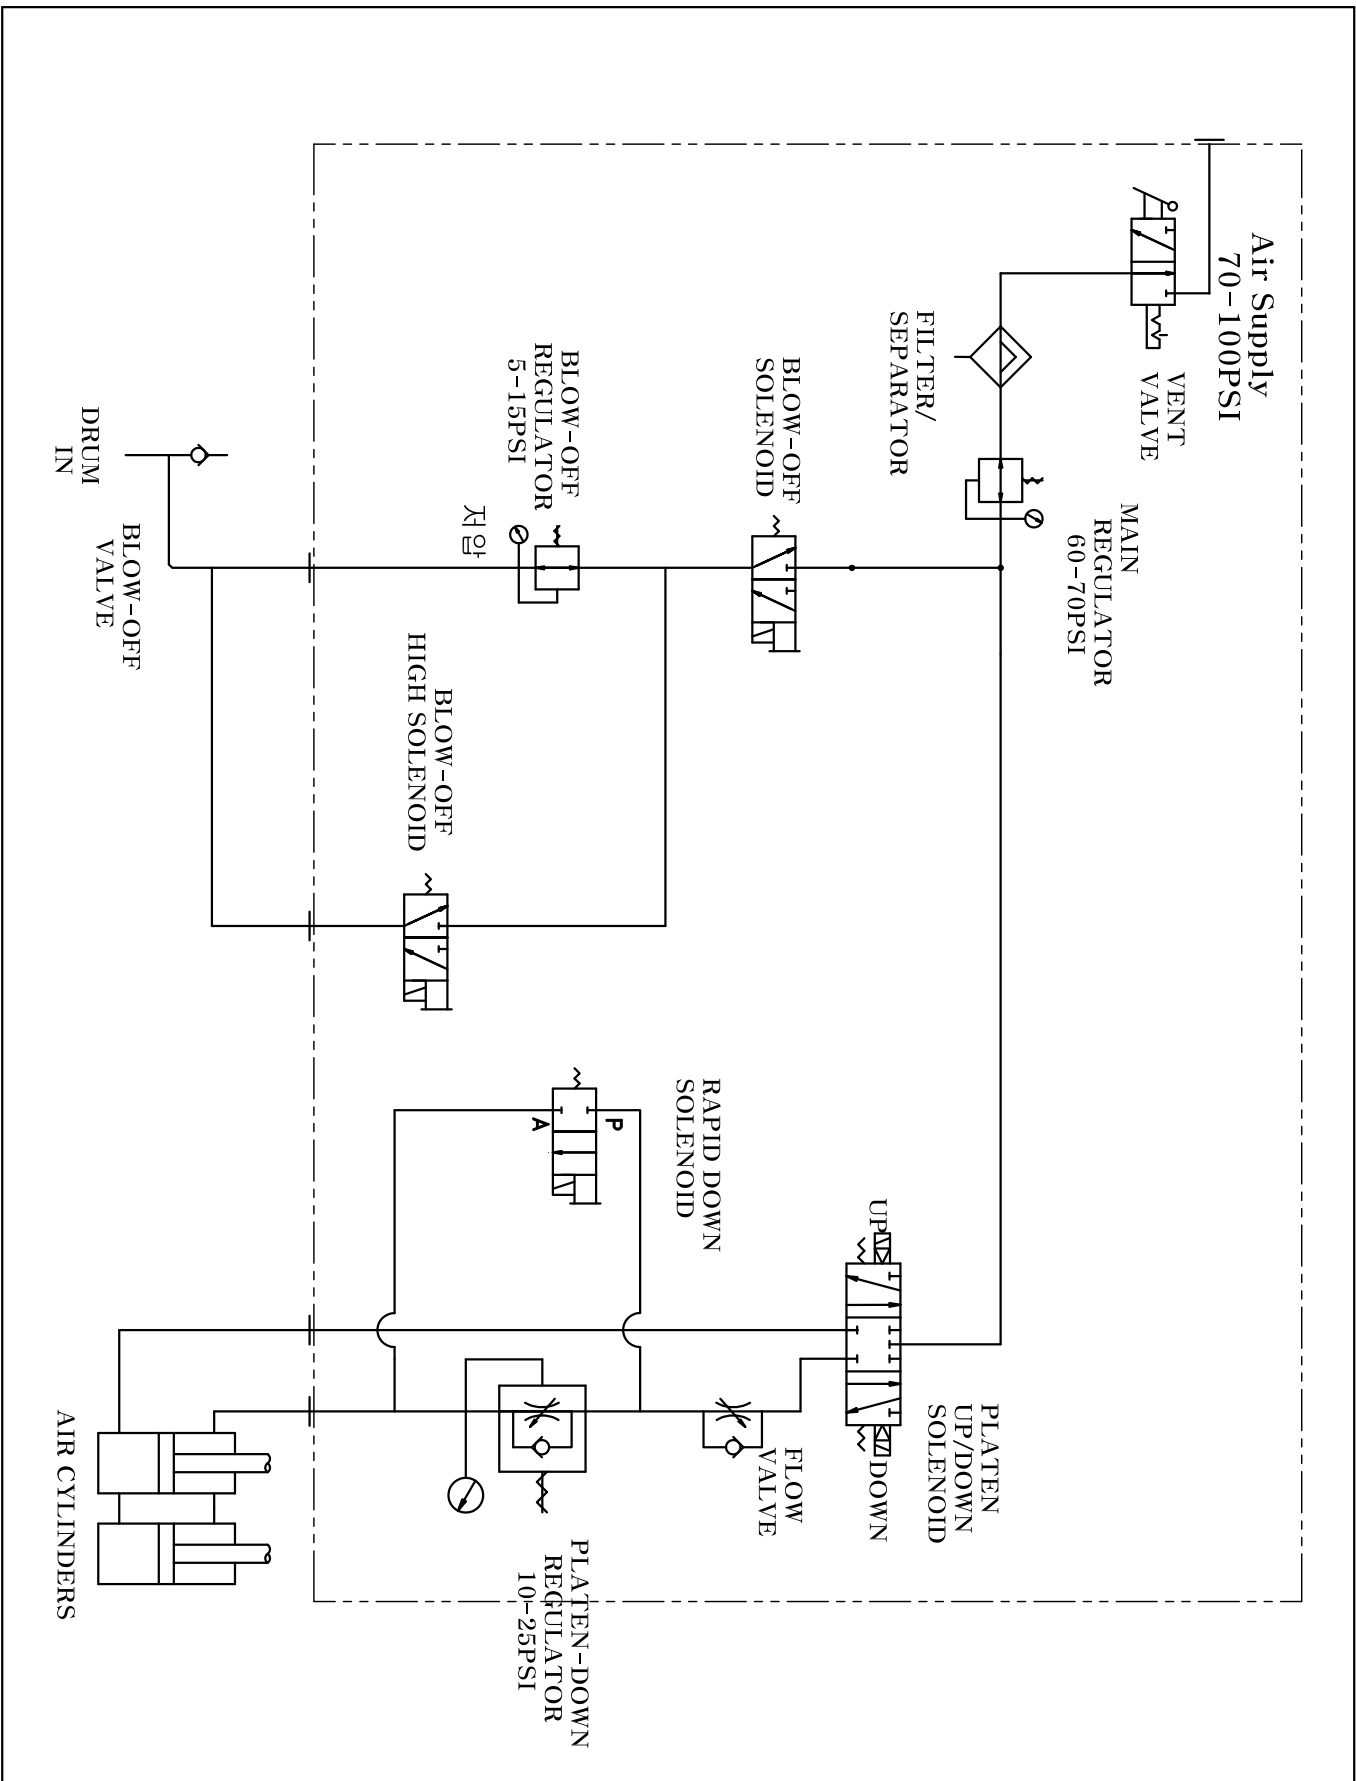 Air Supply
70-100PSI
VENT
VALVE
FILTER/
SEPARATOR
MAIN
REGULATOR
60-70PSI
BLOW-OFF
SOLENOID
BLOW-OFF
REGULATOR
5-15PSI
저압
DRUM
IN
BLOW-OFF
VALVE
BLOW-OFF
HIGH SOLENOID
RAPID DOWN
SOLENOID
P
A
UP
DOWN
PLATEN
UP/DOWN
SOLENOID
FLOW
VALVE
PLATEN-DOWN
REGULATOR
10-25PSI
AIR CYLINDERS